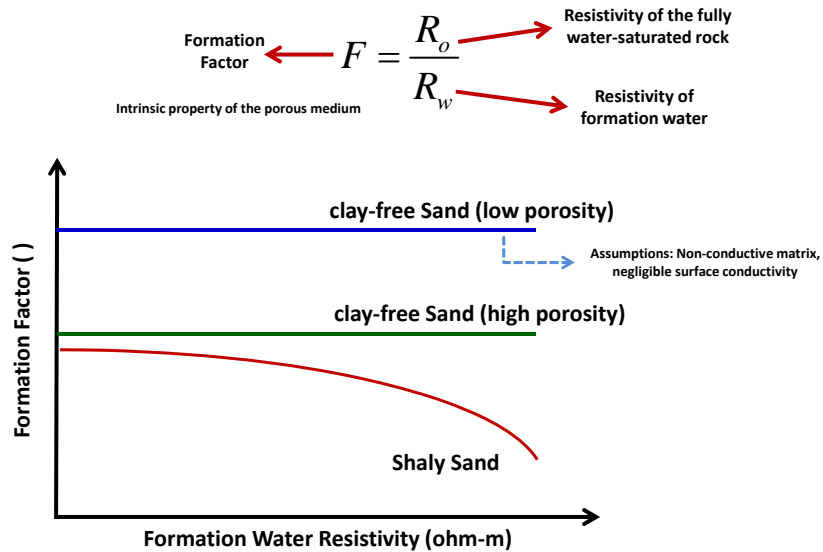 Formation
Factor
F = R_o / R_w
Resistivity of the fully
water-saturated rock
Intrinsic property of the porous medium
Resistivity of
formation water
clay-free Sand (low porosity)
Assumptions: Non-conductive matrix,
negligible surface conductivity
clay-free Sand (high porosity)
Shaly Sand
Formation Factor ( )
Formation Water Resistivity (ohm-m)